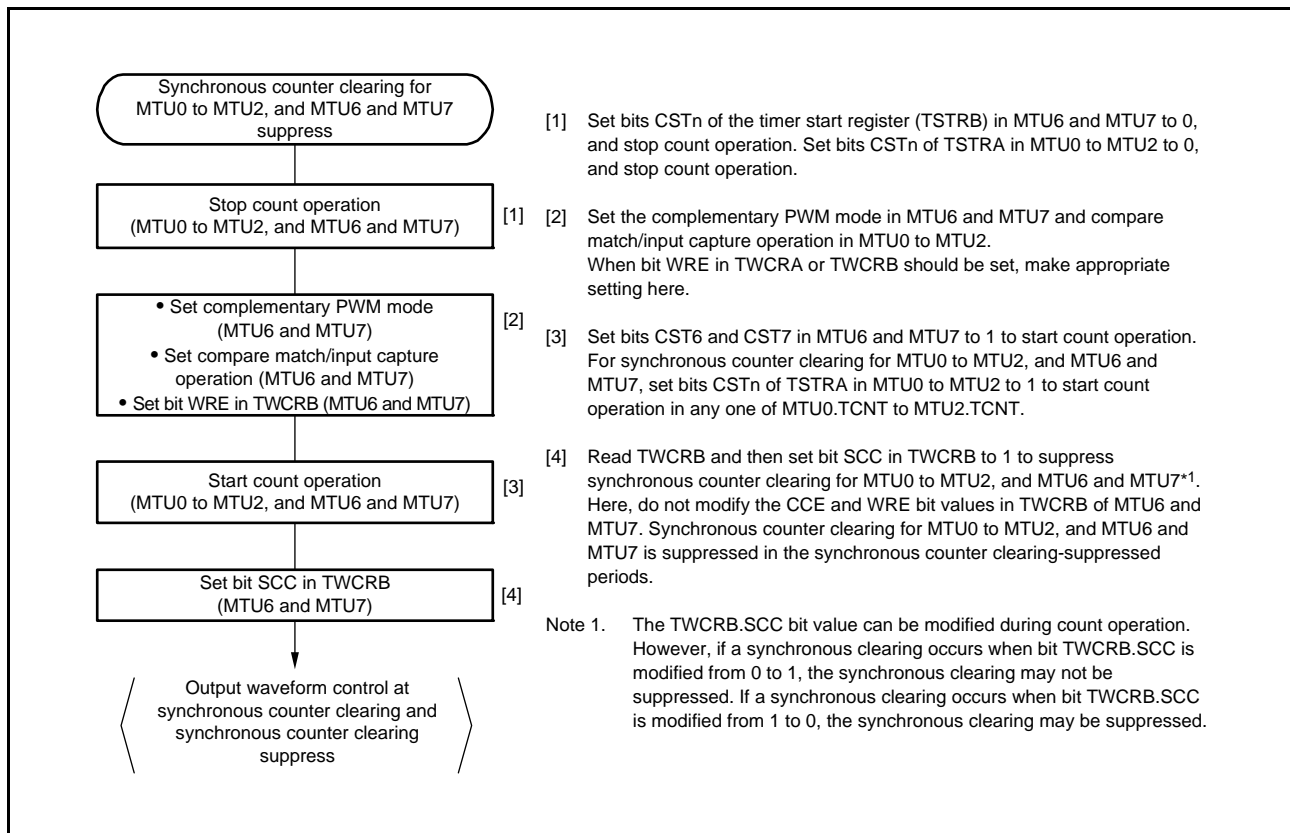 Synchronous counter clearing for
MTU0 to MTU2, and MTU6 and MTU7
suppress
Stop count operation
(MTU0 to MTU2, and MTU6 and MTU7)
[1]
• Set complementary PWM mode
(MTU6 and MTU7)
• Set compare match/input capture
operation (MTU6 and MTU7)
• Set bit WRE in TWCRB (MTU6 and MTU7)
[2]
Start count operation
(MTU0 to MTU2, and MTU6 and MTU7)
[3]
Set bit SCC in TWCRB
(MTU6 and MTU7)
[4]
Output waveform control at
synchronous counter clearing and
synchronous counter clearing
suppress
[1] Set bits CSTn of the timer start register (TSTRB) in MTU6 and MTU7 to 0,
and stop count operation. Set bits CSTn of TSTRA in MTU0 to MTU2 to 0,
and stop count operation.
[2] Set the complementary PWM mode in MTU6 and MTU7 and compare
match/input capture operation in MTU0 to MTU2.
When bit WRE in TWCRA or TWCRB should be set, make appropriate
setting here.
[3] Set bits CST6 and CST7 in MTU6 and MTU7 to 1 to start count operation.
For synchronous counter clearing for MTU0 to MTU2, and MTU6 and
MTU7, set bits CSTn of TSTRA in MTU0 to MTU2 to 1 to start count
operation in any one of MTU0.TCNT to MTU2.TCNT.
[4] Read TWCRB and then set bit SCC in TWCRB to 1 to suppress
synchronous counter clearing for MTU0 to MTU2, and MTU6 and MTU7*1.
Here, do not modify the CCE and WRE bit values in TWCRB of MTU6 and
MTU7. Synchronous counter clearing for MTU0 to MTU2, and MTU6 and
MTU7 is suppressed in the synchronous counter clearing-suppressed
periods.
Note 1. The TWCRB.SCC bit value can be modified during count operation.
However, if a synchronous clearing occurs when bit TWCRB.SCC is
modified from 0 to 1, the synchronous clearing may not be
suppressed. If a synchronous clearing occurs when bit TWCRB.SCC
is modified from 1 to 0, the synchronous clearing may be suppressed.